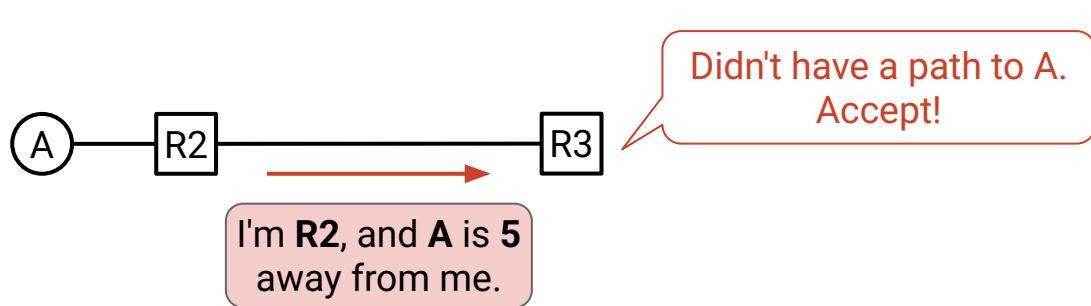 Didn't have a path to A.
Accept!
A
R2
R3
I'm R2, and A is 5
away from me.